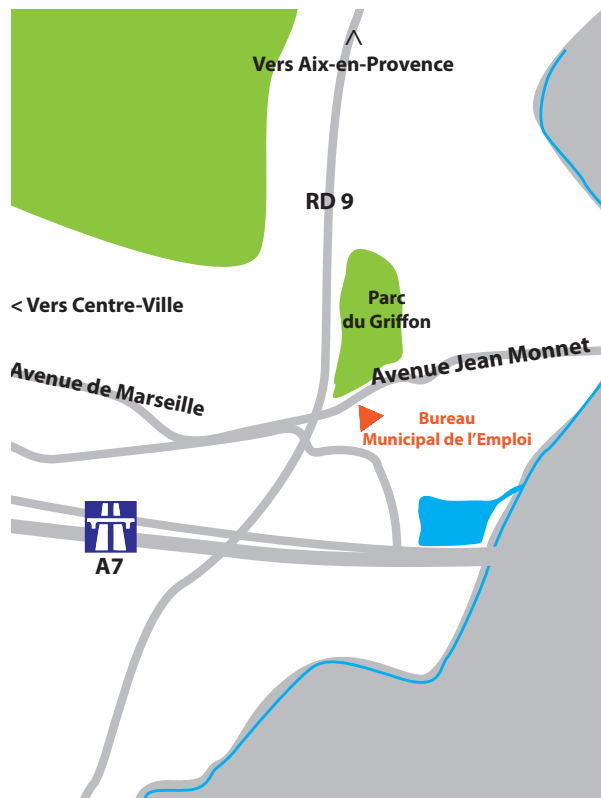 ^
Vers Aix-en-Provence
RD 9
< Vers Centre-Ville
Parc
du Griffon
Avenue Jean Monnet
Avenue de Marseille
Bureau
Municipal de l'Emploi
A7